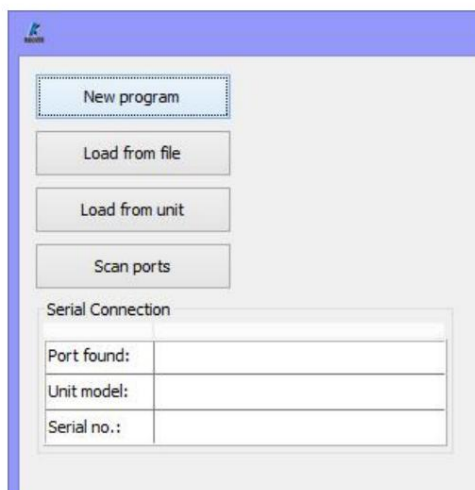 New program
Load from file
Load from unit
Scan ports
Serial Connection
Port found:
Unit model:
Serial no.: